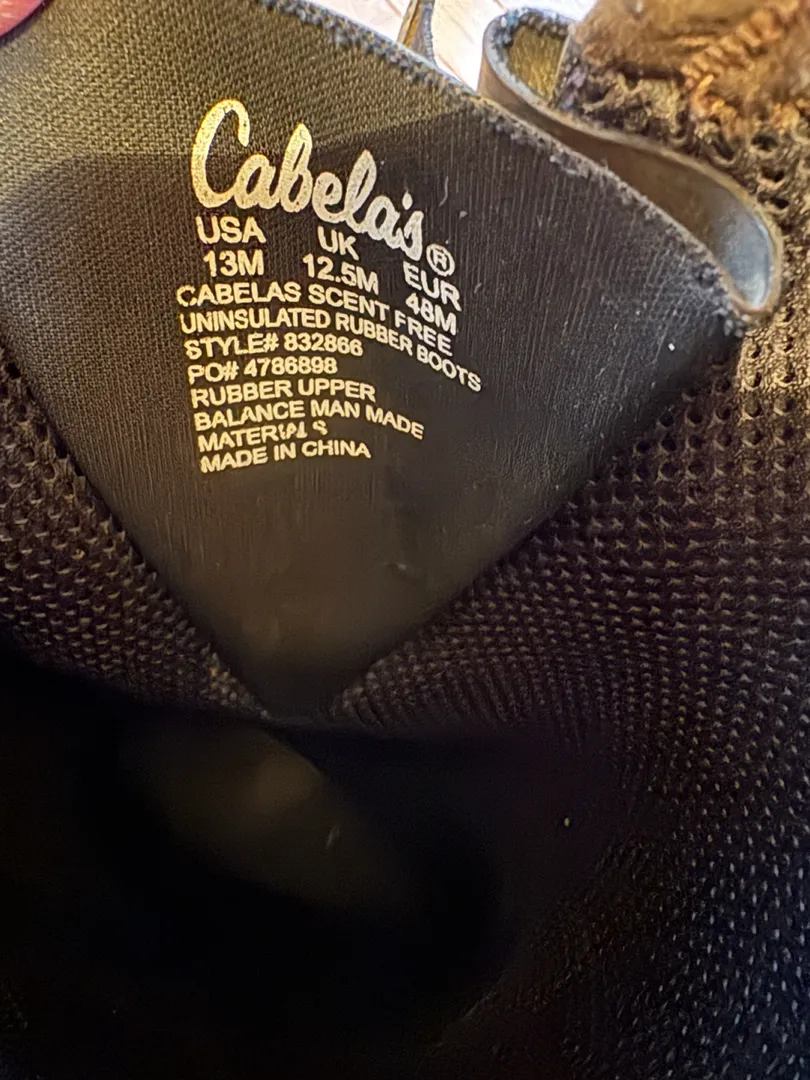 Cabela's®
USA UK EUR
13M 12.5M 48M
CABELAS SCENT FREE
UNINSULATED RUBBER BOOTS
STYLE# 832866
PO# 4786898
RUBBER UPPER
BALANCE MAN MADE
MATERIALS
MADE IN CHINA